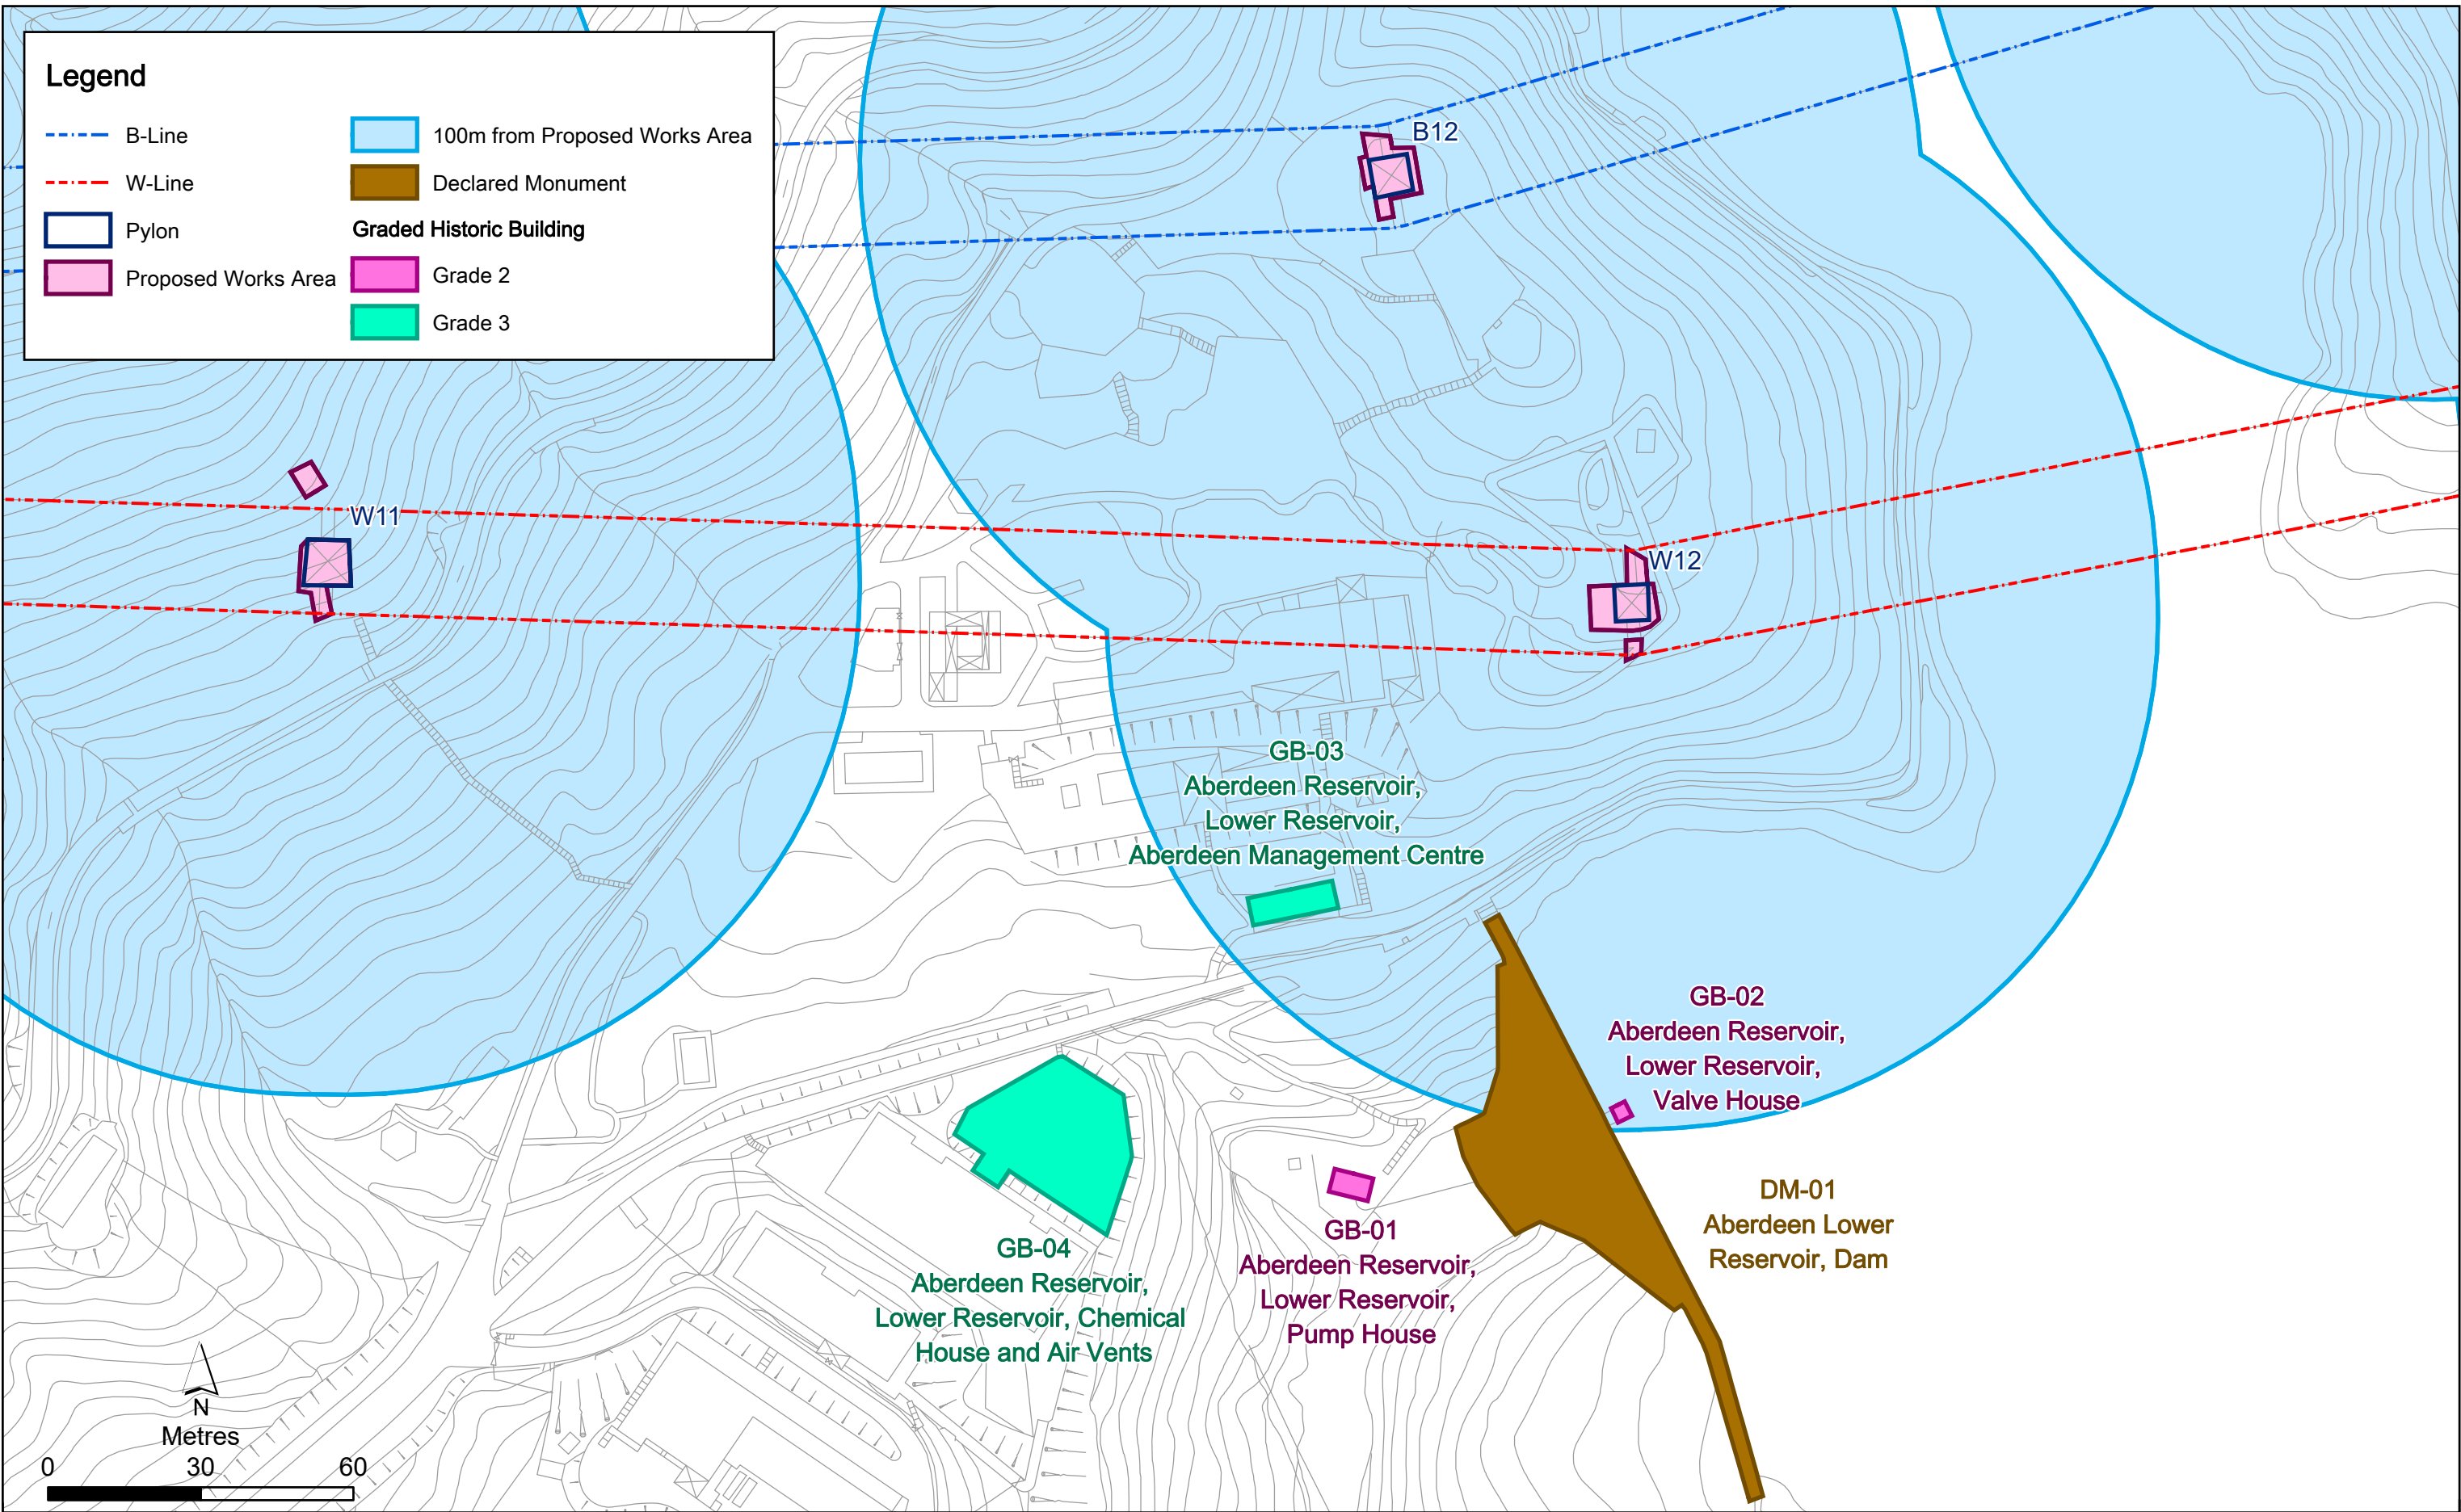 Legend
B-Line
W-Line
Pylon
Proposed Works Area
100m from Proposed Works Area
Declared Monument
Graded Historic Building
Grade 2
Grade 3
B12
W11
W12
GB-03
Aberdeen Reservoir,
Lower Reservoir,
Aberdeen Management Centre
GB-02
Aberdeen Reservoir,
Lower Reservoir,
Valve House
DM-01
Aberdeen Lower
Reservoir, Dam
GB-01
Aberdeen Reservoir,
Lower Reservoir,
Pump House
GB-04
Aberdeen Reservoir,
Lower Reservoir, Chemical
House and Air Vents
N
Metres
0 30 60